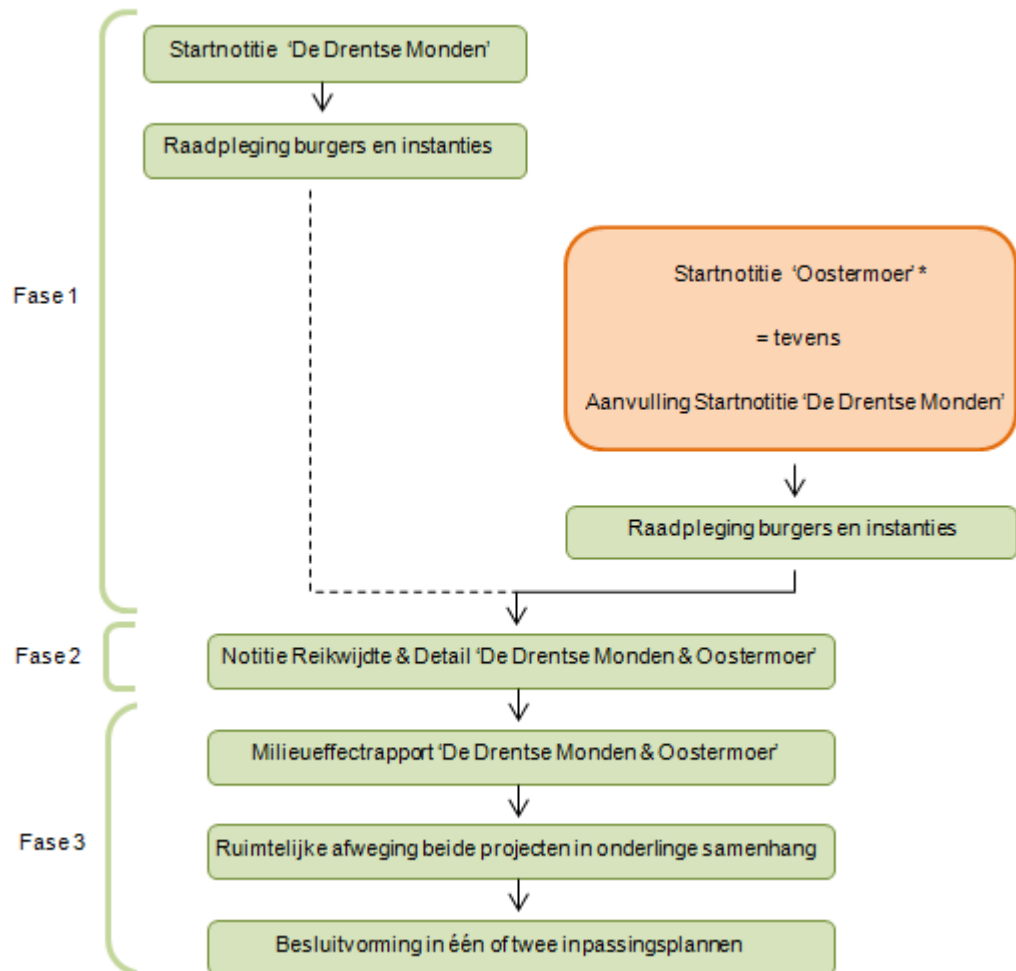 Startnotitie ‘De Drentse Monden’
Raadpleging burgers en instanties
Fase 1
Startnotitie ‘Oostermoer’ *
= tevens
Aanvulling Startnotitie ‘De Drentse Monden’
Raadpleging burgers en instanties
Fase 2
Notitie Reikwijdte & Detail ‘De Drentse Monden & Oostermoer’
Milieueffectrapport ‘De Drentse Monden & Oostermoer’
Fase 3
Ruimtelijke afweging beide projecten in onderlinge samenhang
Besluitvorming in één of twee inpassingsplannen